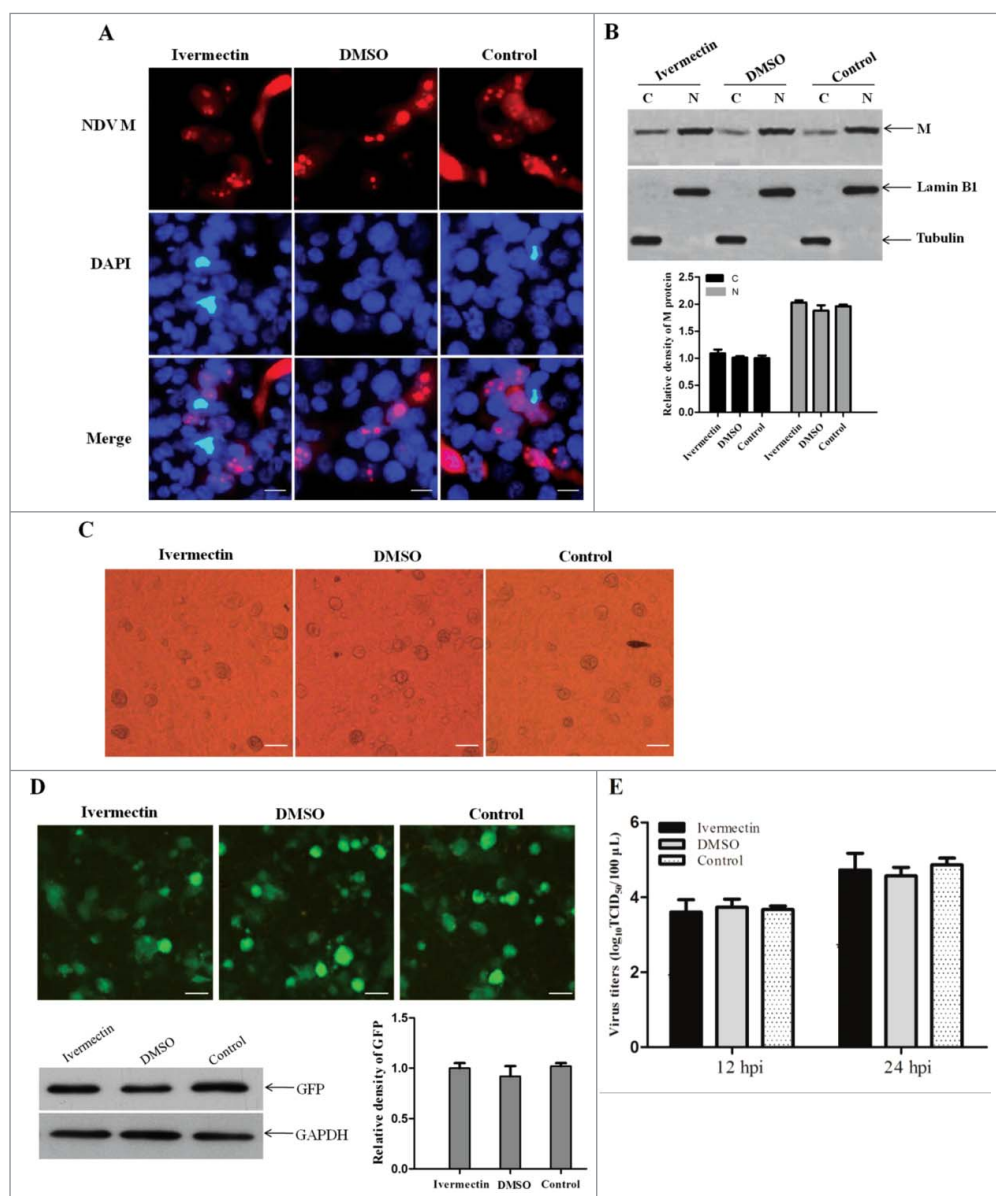 A
Ivermectin DMSO Control
NDV M
DAPI
Merge
B
Ivermectin DMSO Control
C N C N C N
M
Lamin B1
Tubulin
C
N
Relative density of M protein
2.5
2.0
1.5
1.0
0.5
0.0
Ivermectin DMSO Control Ivermectin DMSO Control
C
Ivermectin DMSO Control
D
Ivermectin DMSO Control
Ivermectin DMSO Control
GFP
GAPDH
Relative density of GFP
1.5
1.0
0.5
0.0
Ivermectin DMSO Control
E
Ivermectin
DMSO
Control
Virus titers (log₁₀TCID₅₀/100 μL)
6
4
2
0
12 hpi 24 hpi